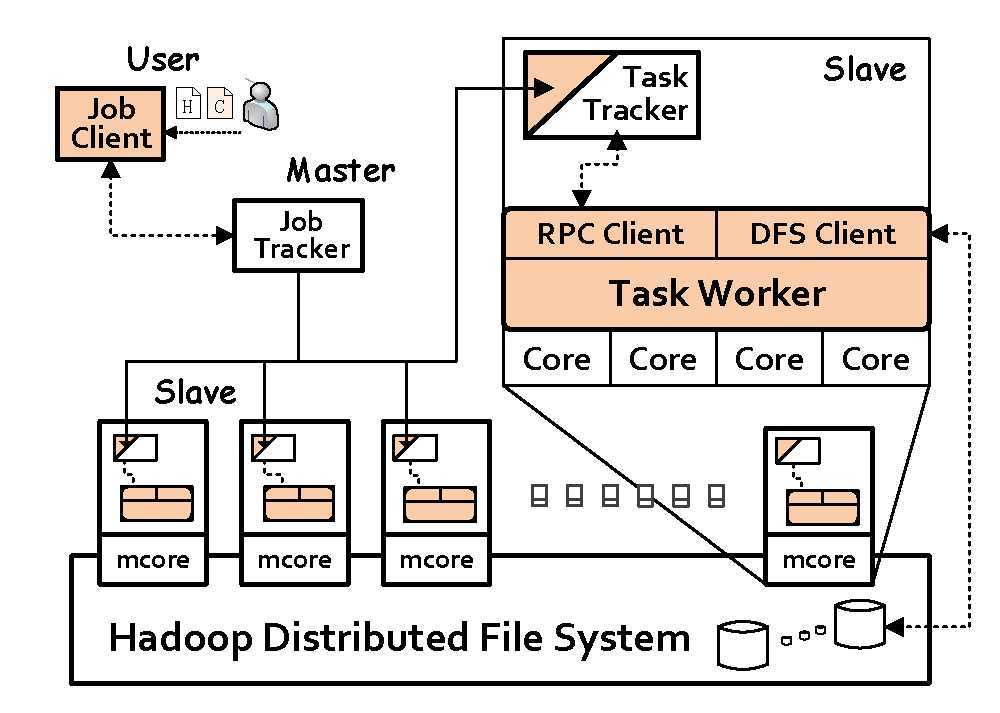 User
Job
Client
H C
Master
Job
Tracker
Slave
Task
Tracker
RPC Client DFS Client
Task Worker
Core Core Core Core
Slave
mcore mcore mcore mcore
Hadoop Distributed File System